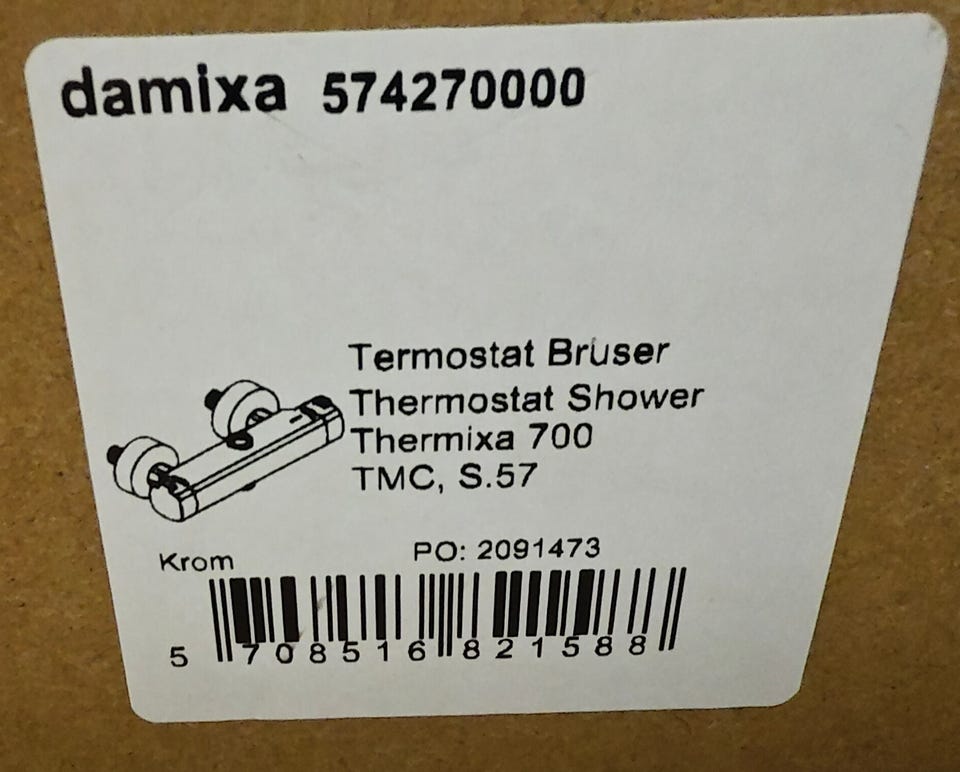 damixa 574270000
Termostat Bruser
Thermostat Shower
Thermixa 700
TMC, S.57
Krom PO: 2091473
5 708516 821588